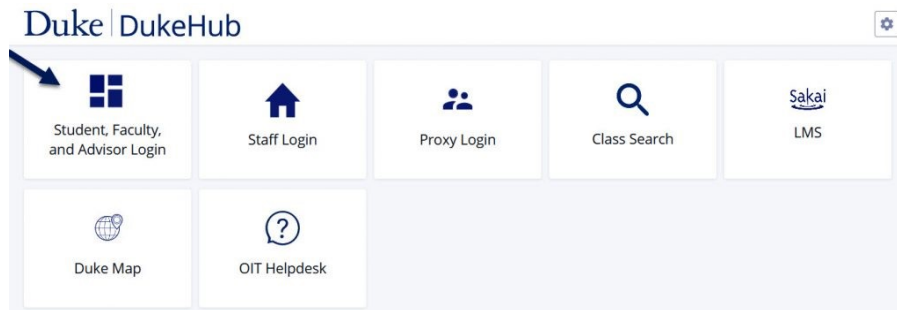 Duke DukeHub
Student, Faculty,
and Advisor Login
Staff Login
Proxy Login
Class Search
Sakai
LMS
Duke Map
? 
OIT Helpdesk